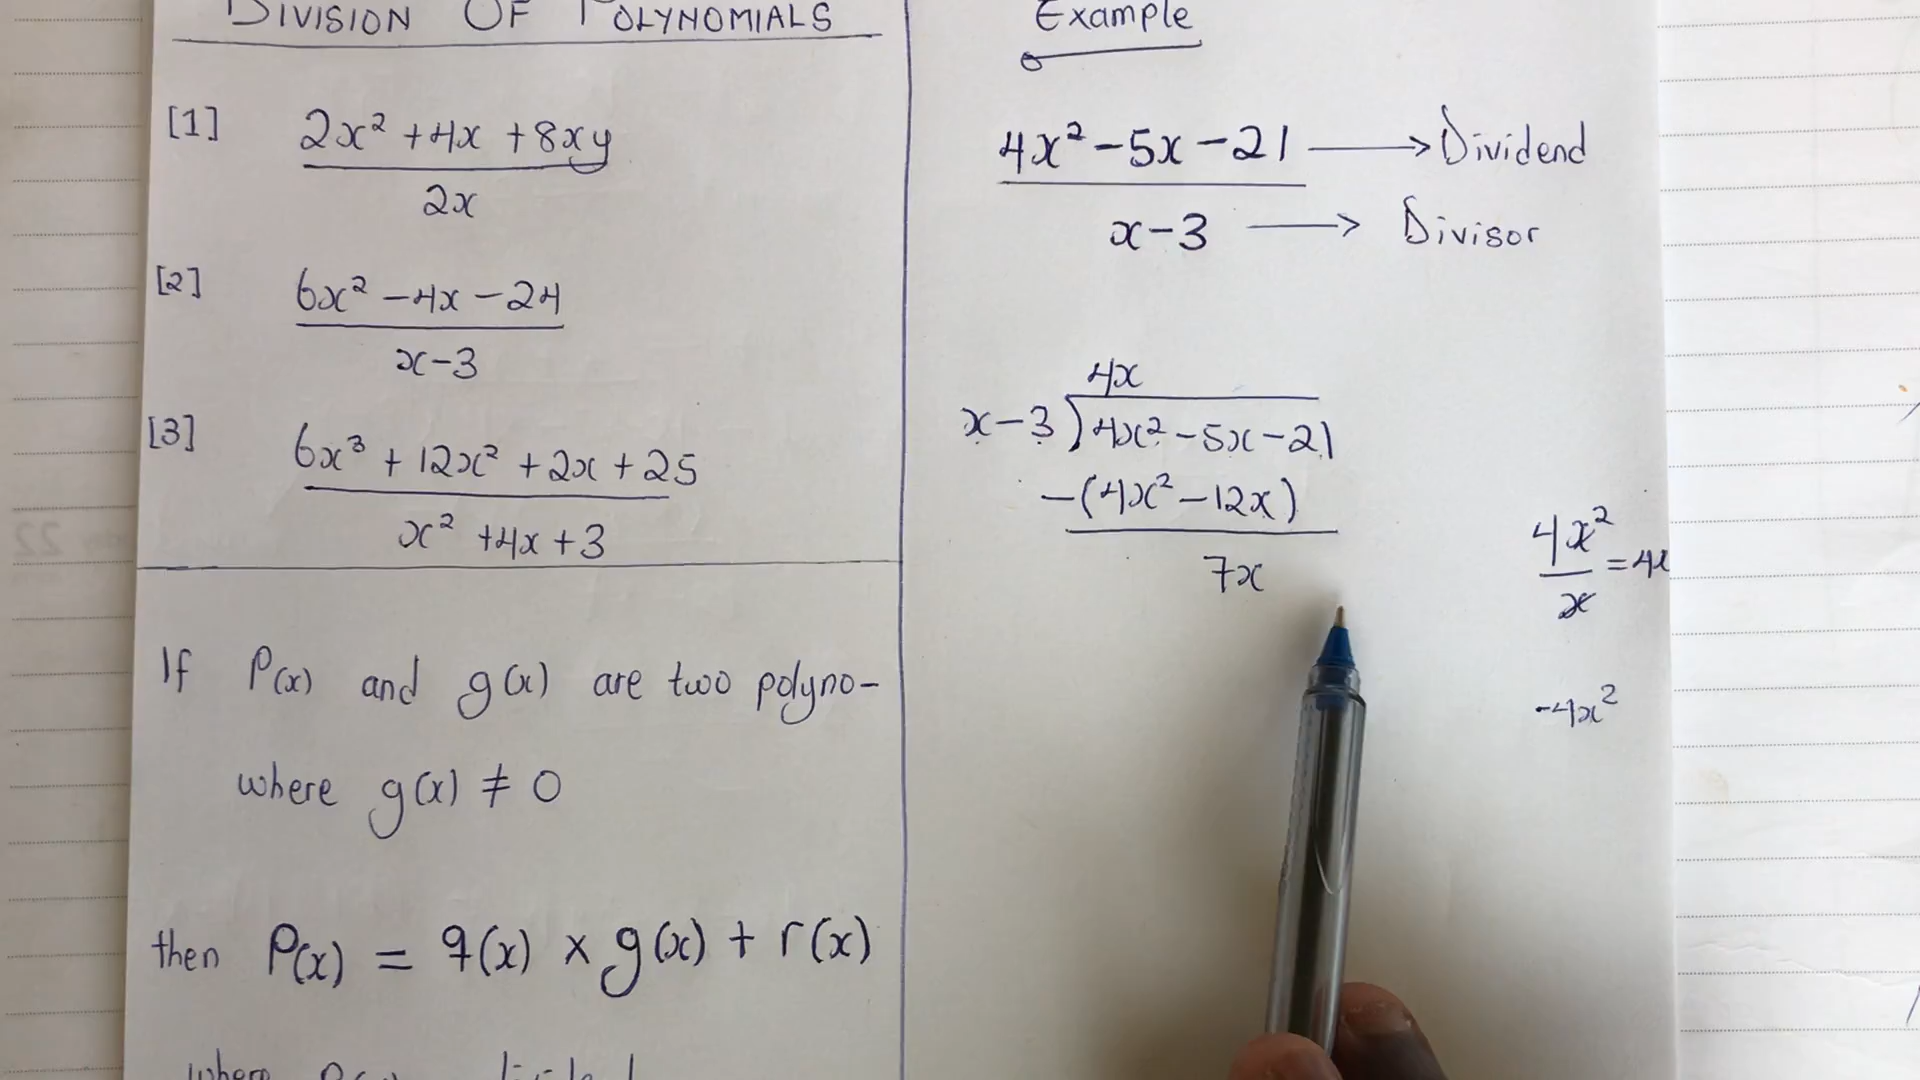 DIVISION OF POLYNOMIALS
[1] 2x² + 4x + 8xy
2x
[2] 6x² - 4x - 24
x - 3
[3] 6x³ + 12x² + 2x + 25
x² + 4x + 3
If P(x) and g(x) are two polyno-
where g(x) ≠ 0
then P(x) = q(x) × g(x) + r(x)
where
Example
4x² - 5x - 21 → Dividend
x - 3 → Divisor
4x
x - 3 ) 4x² - 5x - 21
-(4x² - 12x)
7x
4x²
= 4x
x
-4x²